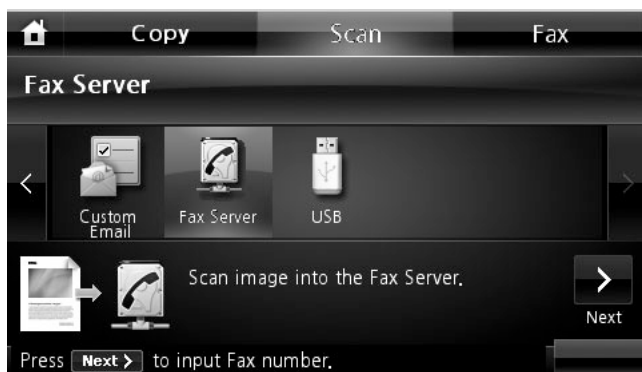 Copy Scan Fax
Fax Server
Custom Email Fax Server USB
Scan image into the Fax Server.
Next
Press Next > to input Fax number.